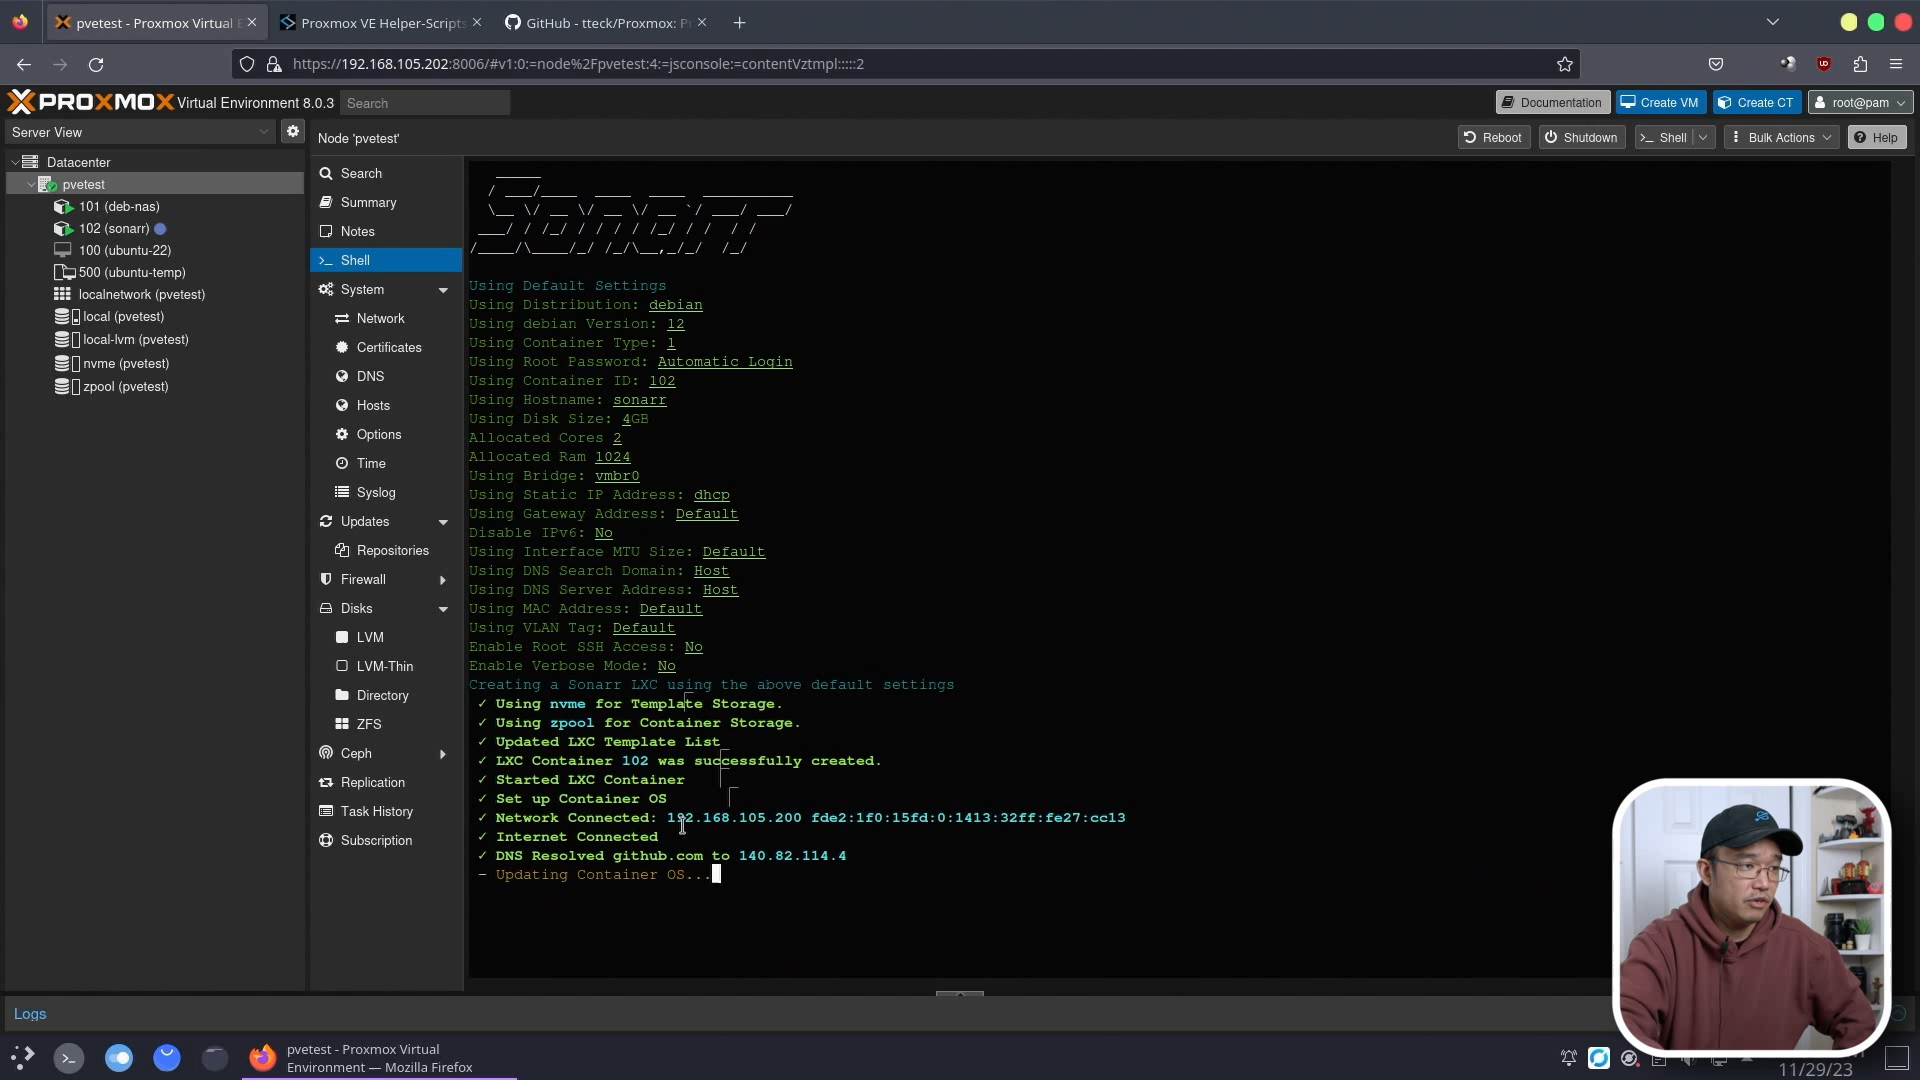 pvetest - Proxmox Virtual E
Proxmox VE Helper-Scripts
GitHub - tteck/Proxmox: P
https://192.168.105.202:8006/#v1:0:=node%2Fpvetest:4:=jsconsole:=contentVztmpl:::::2
PROXMOX Virtual Environment 8.0.3
Search
Documentation
Create VM
Create CT
root@pam
Server View
Node 'pvetest'
Reboot
Shutdown
Shell
Bulk Actions
Help
Datacenter
pvetest
101 (deb-nas)
102 (sonarr)
100 (ubuntu-22)
500 (ubuntu-temp)
localnetwork (pvetest)
local (pvetest)
local-lvm (pvetest)
nvme (pvetest)
zpool (pvetest)
Search
Summary
Notes
Shell
System
Network
Certificates
DNS
Hosts
Options
Time
Syslog
Updates
Repositories
Firewall
Disks
LVM
LVM-Thin
Directory
ZFS
Ceph
Replication
Task History
Subscription
Sonarr
Using Default Settings
Using Distribution: debian
Using debian Version: 12
Using Container Type: 1
Using Root Password: Automatic Login
Using Container ID: 102
Using Hostname: sonarr
Using Disk Size: 4GB
Allocated Cores 2
Allocated Ram 1024
Using Bridge: vmbr0
Using Static IP Address: dhcp
Using Gateway Address: Default
Disable IPv6: No
Using Interface MTU Size: Default
Using DNS Search Domain: Host
Using DNS Server Address: Host
Using MAC Address: Default
Using VLAN Tag: Default
Enable Root SSH Access: No
Enable Verbose Mode: No
Creating a Sonarr LXC using the above default settings
✓ Using nvme for Template Storage.
✓ Using zpool for Container Storage.
✓ Updated LXC Template List
✓ LXC Container 102 was successfully created.
✓ Started LXC Container
✓ Set up Container OS
✓ Network Connected: 192.168.105.200 fde2:1f0:15fd:0:1413:32ff:fe27:cc13
✓ Internet Connected
✓ DNS Resolved github.com to 140.82.114.4
- Updating Container OS...
Logs
pvetest - Proxmox Virtual
Environment — Mozilla Firefox
11/29/23